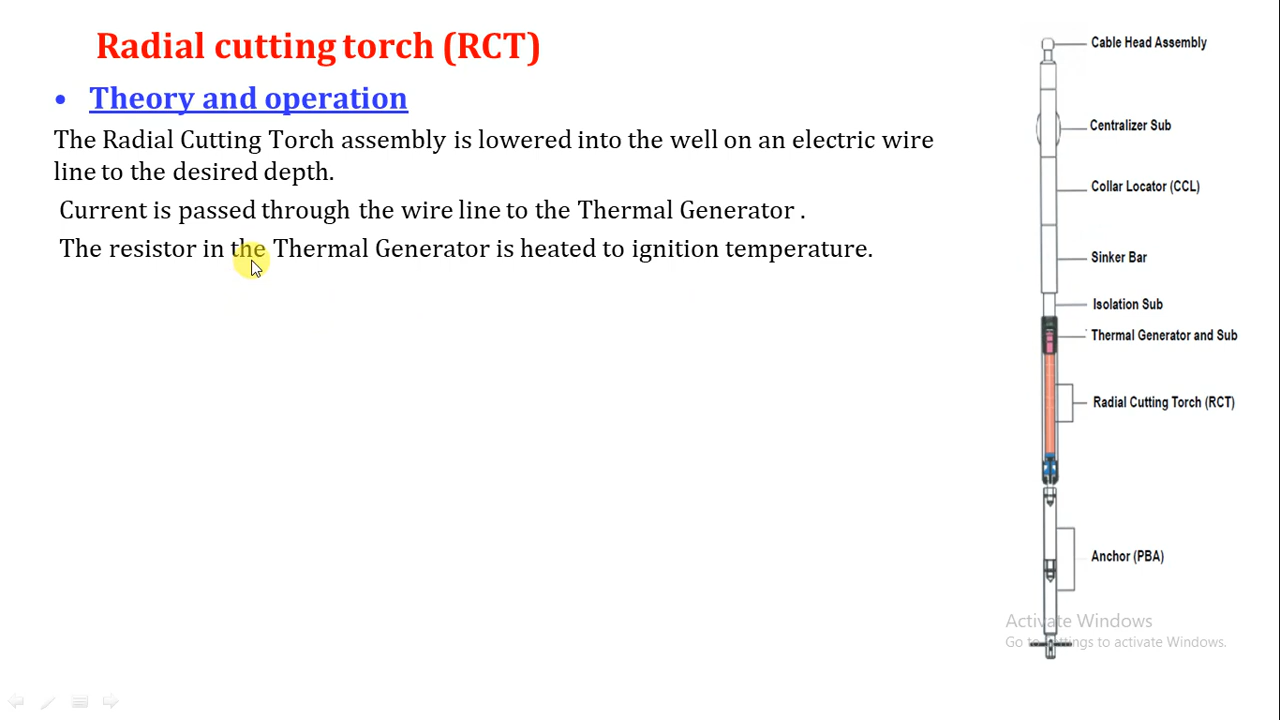 Radial cutting torch (RCT)
• Theory and operation
The Radial Cutting Torch assembly is lowered into the well on an electric wire
line to the desired depth.
Current is passed through the wire line to the Thermal Generator .
The resistor in the Thermal Generator is heated to ignition temperature.
Cable Head Assembly
Centralizer Sub
Collar Locator (CCL)
Sinker Bar
Isolation Sub
Thermal Generator and Sub
Radial Cutting Torch (RCT)
Anchor (PBA)
Activate Windows
Go to Settings to activate Windows.